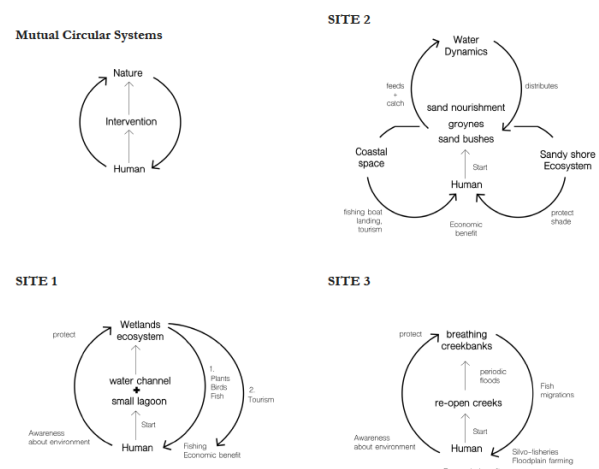 Mutual Circular Systems
Nature
Intervention
Human
SITE 2
Water
Dynamics
feeds
+
catch
distributes
sand nourishment
groynes
sand bushes
Coastal
space
Sandy shore
Ecosystem
Start
Human
fishing boat
landing,
tourism
Economic
benefit
protect
shade
SITE 1
Wetlands
ecosystem
protect
1.
Plants
Birds
Fish
2.
Tourism
water channel
+
small lagoon
Start
Awareness
about environment
Human
Fishing
Economic benefit
SITE 3
protect
breathing
creekbanks
periodic
floods
Fish
migrations
re-open creeks
Start
Awareness
about environment
Human
Silvo-fisheries
Floodplain farming